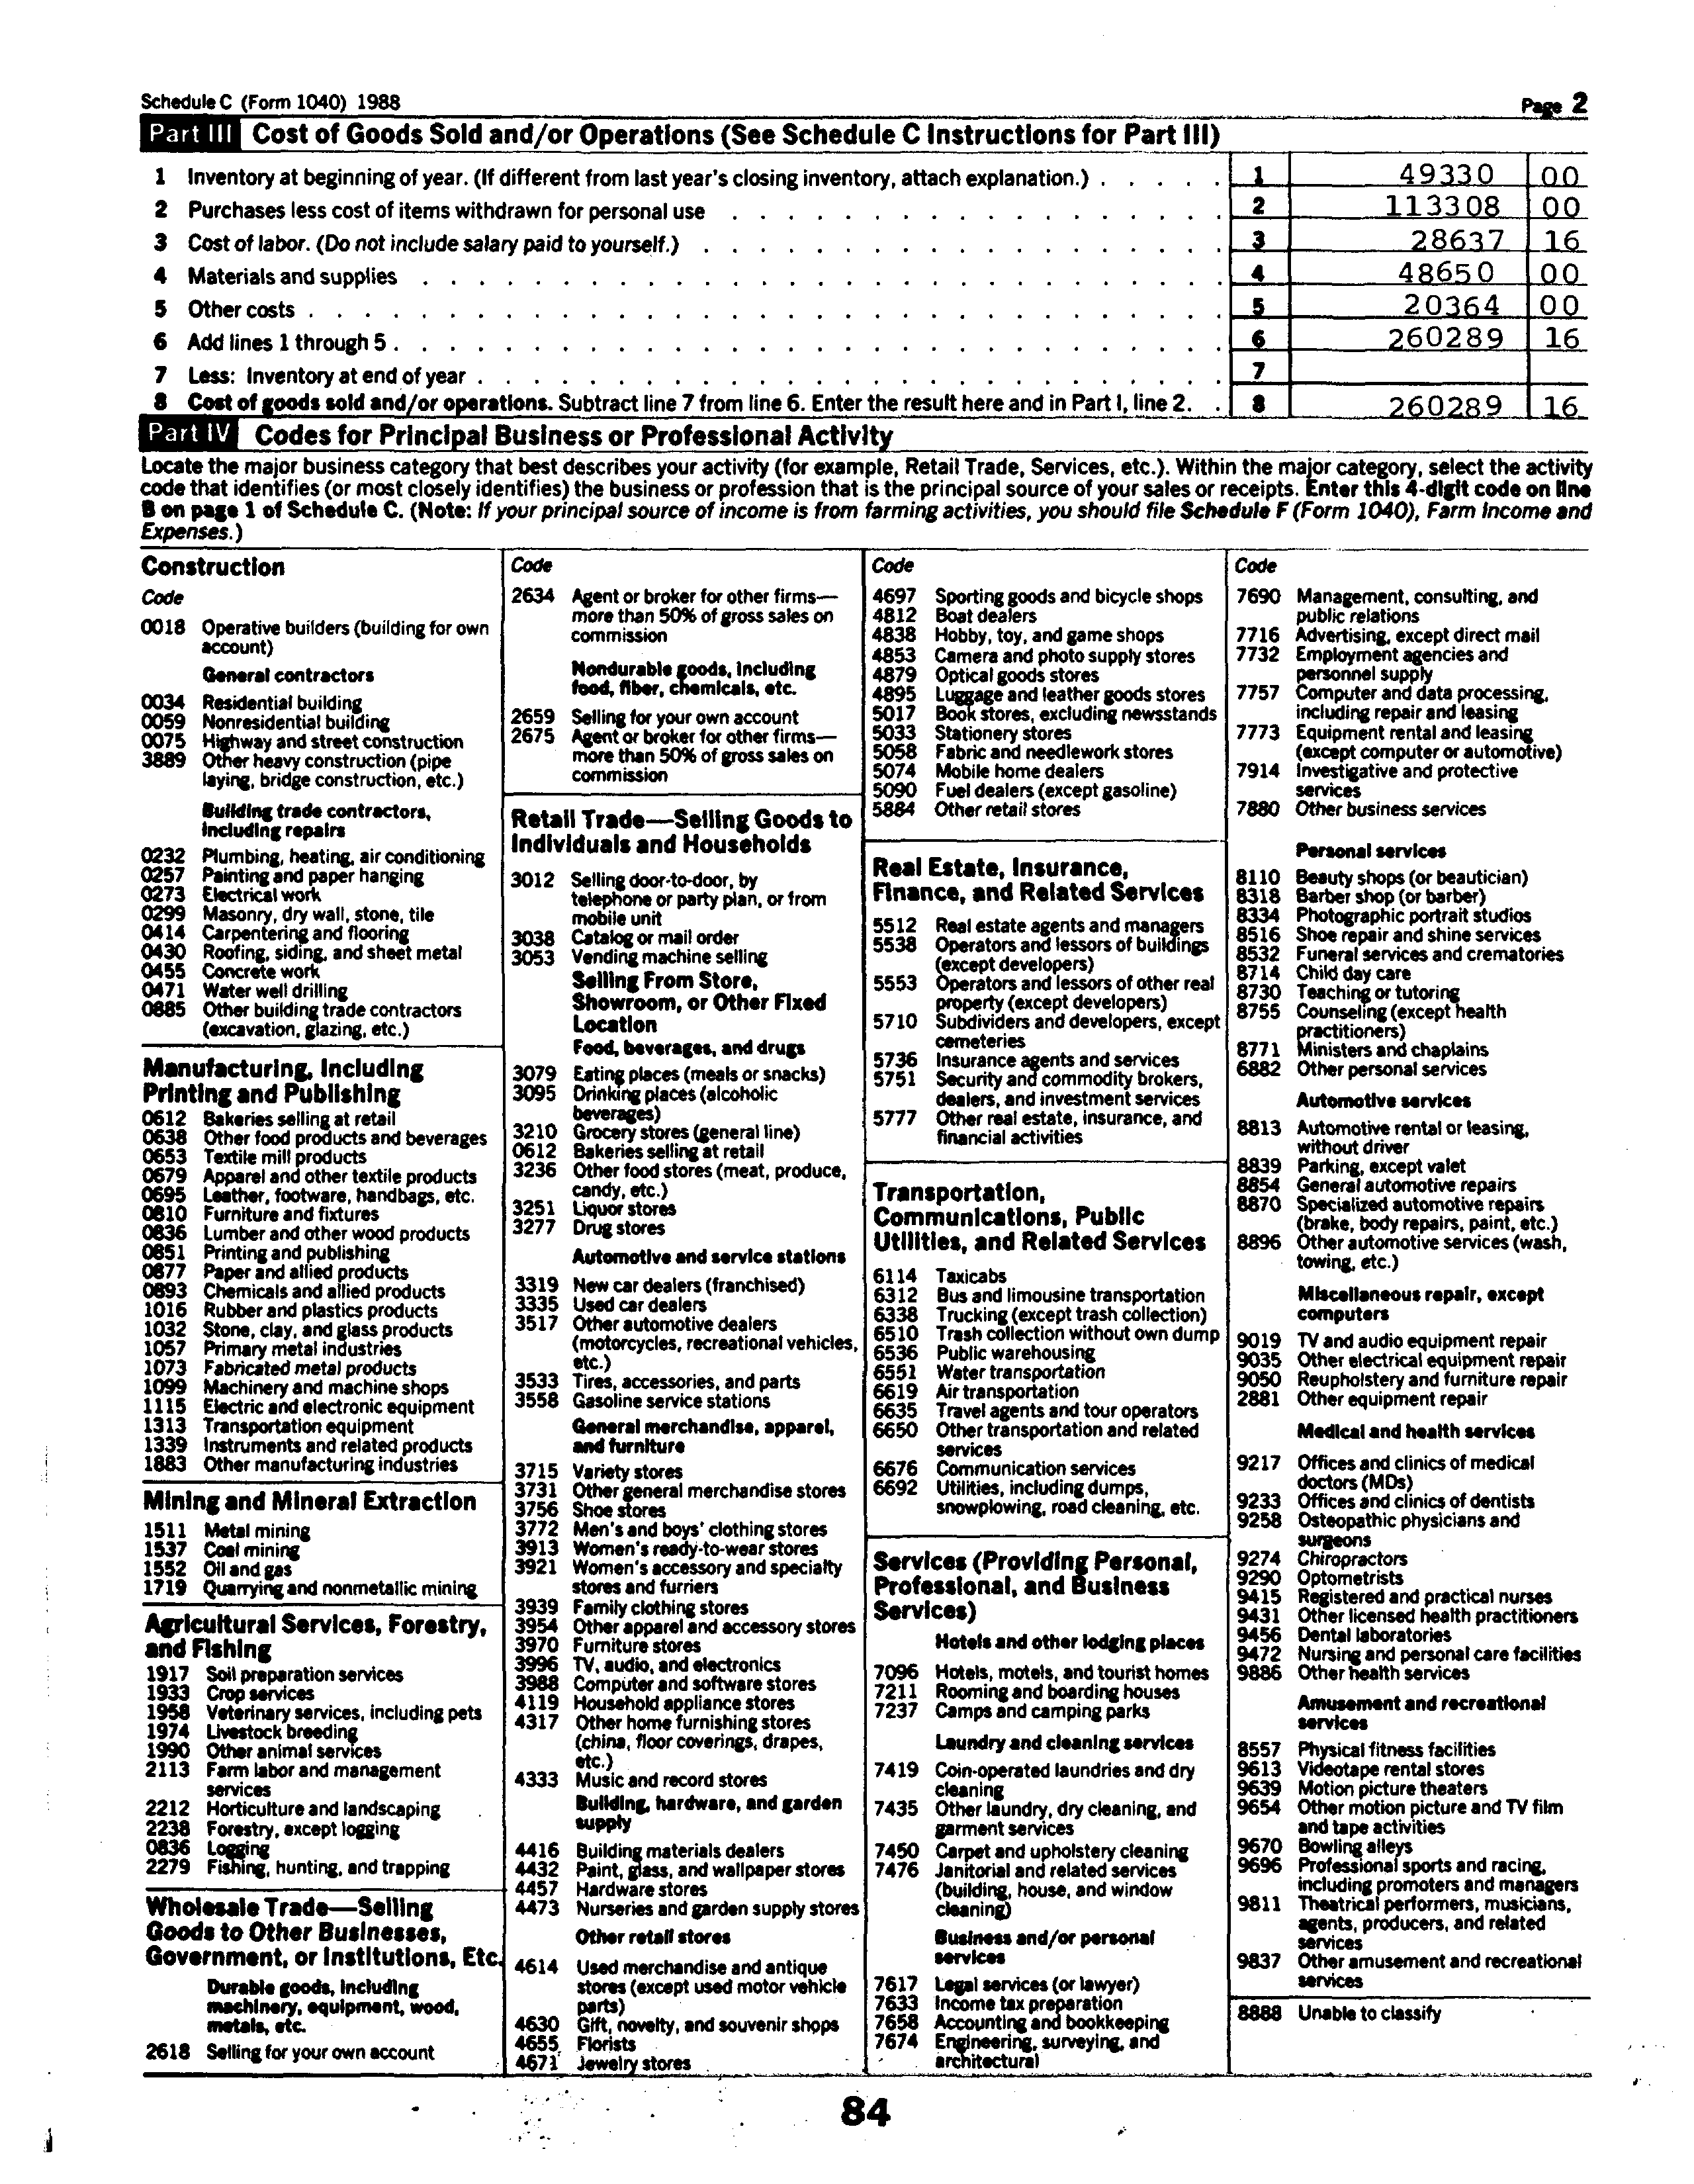 Schedule C (Form 1040) 1988 Page 2
Part III Cost of Goods Sold and/or Operations (See Schedule C Instructions for Part III)
1 Inventory at beginning of year. (If different from last year's closing inventory, attach explanation.) . . . . . 1 49330 00
2 Purchases less cost of items withdrawn for personal use . . . . . . . . . . . . . . . . . . 2 113308 00
3 Cost of labor. (Do not include salary paid to yourself.) . . . . . . . . . . . . . . . . . . . 3 28637 16
4 Materials and supplies . . . . . . . . . . . . . . . . . . . . . . . . . . . . . 4 48650 00
5 Other costs . . . . . . . . . . . . . . . . . . . . . . . . . . . . . . . . . 5 20364 00
6 Add lines 1 through 5 . . . . . . . . . . . . . . . . . . . . . . . . . . . . . . 6 260289 16
7 Less: Inventory at end of year . . . . . . . . . . . . . . . . . . . . . . . . . . . 7
8 Cost of goods sold and/or operations. Subtract line 7 from line 6. Enter the result here and in Part I, line 2. . 8 260289 16
Part IV Codes for Principal Business or Professional Activity
Locate the major business category that best describes your activity (for example, Retail Trade, Services, etc.). Within the major category, select the activity
code that identifies (or most closely identifies) the business or profession that is the principal source of your sales or receipts. Enter this 4-digit code on line
B on page 1 of Schedule C. (Note: If your principal source of income is from farming activities, you should file Schedule F (Form 1040), Farm Income and
Expenses.)
Construction
Code
0018 Operative builders (building for own
account)
General contractors
0034 Residential building
0059 Nonresidential building
0075 Highway and street construction
3889 Other heavy construction (pipe
laying, bridge construction, etc.)
Building trade contractors,
including repairs
0232 Plumbing, heating, air conditioning
0257 Painting and paper hanging
0273 Electrical work
0299 Masonry, dry wall, stone, tile
0414 Carpentering and flooring
0430 Roofing, siding, and sheet metal
0455 Concrete work
0471 Water well drilling
0885 Other building trade contractors
(excavation, glazing, etc.)
Manufacturing, Including
Printing and Publishing
0612 Bakeries selling at retail
0638 Other food products and beverages
0653 Textile mill products
0679 Apparel and other textile products
0695 Leather, footware, handbags, etc.
0810 Furniture and fixtures
0836 Lumber and other wood products
0851 Printing and publishing
0877 Paper and allied products
0893 Chemicals and allied products
1016 Rubber and plastics products
1032 Stone, clay, and glass products
1057 Primary metal industries
1073 Fabricated metal products
1099 Machinery and machine shops
1115 Electric and electronic equipment
1313 Transportation equipment
1339 Instruments and related products
1883 Other manufacturing industries
Mining and Mineral Extraction
1511 Metal mining
1537 Coal mining
1552 Oil and gas
1719 Quarrying and nonmetallic mining
Agricultural Services, Forestry,
and Fishing
1917 Soil preparation services
1933 Crop services
1958 Veterinary services, including pets
1974 Livestock breeding
1990 Other animal services
2113 Farm labor and management
services
2212 Horticulture and landscaping
2238 Forestry, except logging
0836 Logging
2279 Fishing, hunting, and trapping
Wholesale Trade—Selling
Goods to Other Businesses,
Government, or Institutions, Etc.
Durable goods, including
machinery, equipment, wood,
metals, etc.
2618 Selling for your own account
Code
2634 Agent or broker for other firms—
more than 50% of gross sales on
commission
Nondurable goods, including
food, fiber, chemicals, etc.
2659 Selling for your own account
2675 Agent or broker for other firms—
more than 50% of gross sales on
commission
Retail Trade—Selling Goods to
Individuals and Households
3012 Selling door-to-door, by
telephone or party plan, or from
mobile unit
3038 Catalog or mail order
3053 Vending machine selling
Selling From Store,
Showroom, or Other Fixed
Location
Food, beverages, and drugs
3079 Eating places (meals or snacks)
3095 Drinking places (alcoholic
beverages)
3210 Grocery stores (general line)
0612 Bakeries selling at retail
3236 Other food stores (meat, produce,
candy, etc.)
3251 Liquor stores
3277 Drug stores
Automotive and service stations
3319 New car dealers (franchised)
3335 Used car dealers
3517 Other automotive dealers
(motorcycles, recreational vehicles,
etc.)
3533 Tires, accessories, and parts
3558 Gasoline service stations
General merchandise, apparel,
and furniture
3715 Variety stores
3731 Other general merchandise stores
3756 Shoe stores
3772 Men's and boys' clothing stores
3913 Women's ready-to-wear stores
3921 Women's accessory and specialty
stores and furriers
3939 Family clothing stores
3954 Other apparel and accessory stores
3970 Furniture stores
3996 TV, audio, and electronics
3988 Computer and software stores
4119 Household appliance stores
4317 Other home furnishing stores
(china, floor coverings, drapes,
etc.)
4333 Music and record stores
Building, hardware, and garden
supply
4416 Building materials dealers
4432 Paint, glass, and wallpaper stores
4457 Hardware stores
4473 Nurseries and garden supply stores
Other retail stores
4614 Used merchandise and antique
stores (except used motor vehicle
parts)
4630 Gift, novelty, and souvenir shops
4655 Florists
4671 Jewelry stores
Code
4697 Sporting goods and bicycle shops
4812 Boat dealers
4838 Hobby, toy, and game shops
4853 Camera and photo supply stores
4879 Optical goods stores
4895 Luggage and leather goods stores
5017 Book stores, excluding newsstands
5033 Stationery stores
5058 Fabric and needlework stores
5074 Mobile home dealers
5090 Fuel dealers (except gasoline)
5884 Other retail stores
Real Estate, Insurance,
Finance, and Related Services
5512 Real estate agents and managers
5538 Operators and lessors of buildings
(except developers)
5553 Operators and lessors of other real
property (except developers)
5710 Subdividers and developers, except
cemeteries
5736 Insurance agents and services
5751 Security and commodity brokers,
dealers, and investment services
5777 Other real estate, insurance, and
financial activities
Transportation,
Communications, Public
Utilities, and Related Services
6114 Taxicabs
6312 Bus and limousine transportation
6338 Trucking (except trash collection)
6510 Trash collection without own dump
6536 Public warehousing
6551 Water transportation
6619 Air transportation
6635 Travel agents and tour operators
6650 Other transportation and related
services
6676 Communication services
6692 Utilities, including dumps,
snowplowing, road cleaning, etc.
Services (Providing Personal,
Professional, and Business
Services)
Hotels and other lodging places
7096 Hotels, motels, and tourist homes
7211 Rooming and boarding houses
7237 Camps and camping parks
Laundry and cleaning services
7419 Coin-operated laundries and dry
cleaning
7435 Other laundry, dry cleaning, and
garment services
7450 Carpet and upholstery cleaning
7476 Janitorial and related services
(building, house, and window
cleaning)
Business and/or personal
services
7617 Legal services (or lawyer)
7633 Income tax preparation
7658 Accounting and bookkeeping
7674 Engineering, surveying, and
architectural
Code
7690 Management, consulting, and
public relations
7716 Advertising, except direct mail
7732 Employment agencies and
personnel supply
7757 Computer and data processing,
including repair and leasing
7773 Equipment rental and leasing
(except computer or automotive)
7914 Investigative and protective
services
7880 Other business services
Personal services
8110 Beauty shops (or beautician)
8318 Barber shop (or barber)
8334 Photographic portrait studios
8516 Shoe repair and shine services
8532 Funeral services and crematories
8714 Child day care
8730 Teaching or tutoring
8755 Counseling (except health
practitioners)
8771 Ministers and chaplains
6882 Other personal services
Automotive services
8813 Automotive rental or leasing,
without driver
8839 Parking, except valet
8854 General automotive repairs
8870 Specialized automotive repairs
(brake, body repairs, paint, etc.)
8896 Other automotive services (wash,
towing, etc.)
Miscellaneous repair, except
computers
9019 TV and audio equipment repair
9035 Other electrical equipment repair
9050 Reupholstery and furniture repair
2881 Other equipment repair
Medical and health services
9217 Offices and clinics of medical
doctors (MDs)
9233 Offices and clinics of dentists
9258 Osteopathic physicians and
surgeons
9274 Chiropractors
9290 Optometrists
9415 Registered and practical nurses
9431 Other licensed health practitioners
9456 Dental laboratories
9472 Nursing and personal care facilities
9886 Other health services
Amusement and recreational
services
8557 Physical fitness facilities
9613 Videotape rental stores
9639 Motion picture theaters
9654 Other motion picture and TV film
and tape activities
9670 Bowling alleys
9696 Professional sports and racing,
including promoters and managers
9811 Theatrical performers, musicians,
agents, producers, and related
services
9837 Other amusement and recreational
services
8888 Unable to classify
84